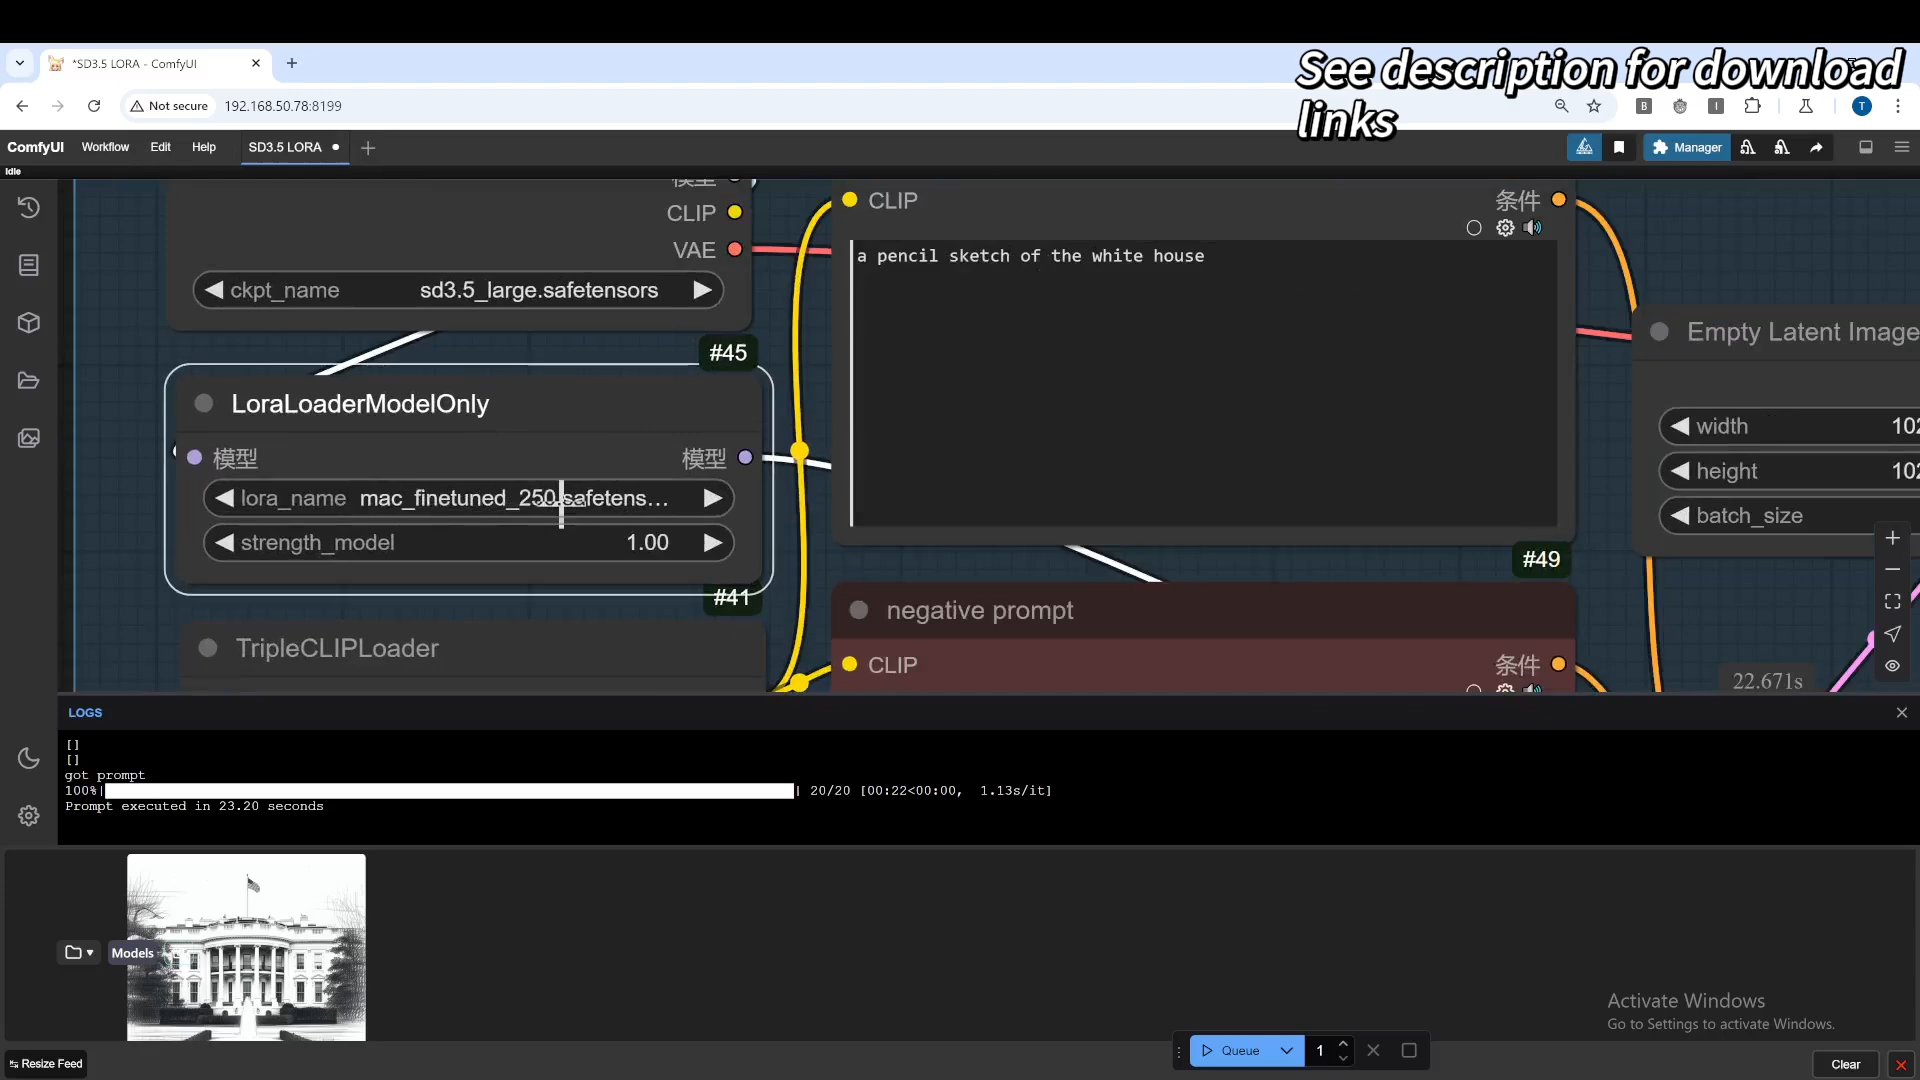 *SD3.5 LORA - ComfyUI
See description for download
links
Not secure
192.168.50.78:8199
B
I
T
ComfyUI
Workflow
Edit
Help
SD3.5 LORA
Manager
Idle
模型
CLIP
VAE
ckpt_name
sd3.5_large.safetensors
CLIP
条件
a pencil sketch of the white house
#45
LoraLoaderModelOnly
模型
模型
lora_name
mac_finetuned_250.safetens...
strength_model
1.00
#41
TripleCLIPLoader
#49
negative prompt
CLIP
条件
Empty Latent Image
width
102
height
102
batch_size
22.671s
LOGS
[]
[]
got prompt
100%| | 20/20 [00:22<00:00, 1.13s/it]
Prompt executed in 23.20 seconds
Models
Activate Windows
Go to Settings to activate Windows.
Queue
1
Resize Feed
Clear